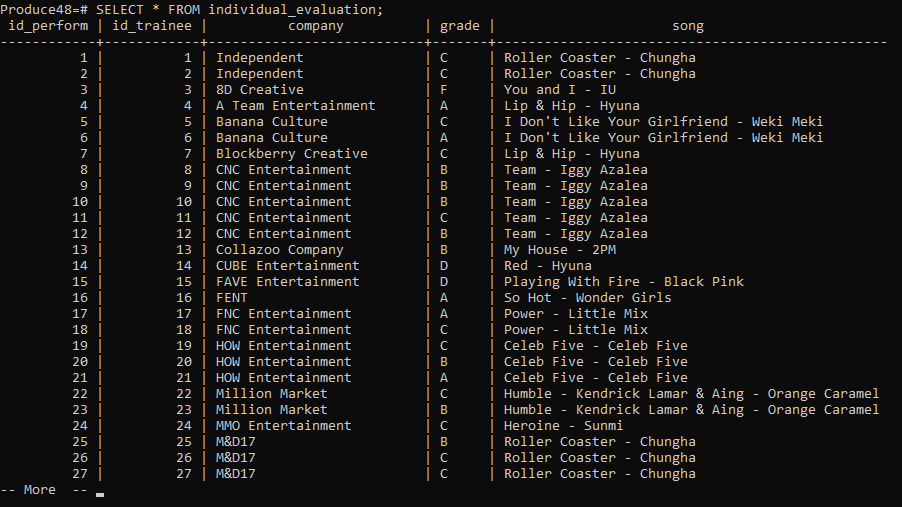 Produce48=# SELECT * FROM individual_evaluation;
 id_perform | id_trainee |          company          | grade |                      song
------------+------------+---------------------------+-------+------------------------------------------------
          1 |          1 | Independent               | C     | Roller Coaster - Chungha
          2 |          2 | Independent               | C     | Roller Coaster - Chungha
          3 |          3 | 8D Creative               | F     | You and I - IU
          4 |          4 | A Team Entertainment      | A     | Lip & Hip - Hyuna
          5 |          5 | Banana Culture            | C     | I Don't Like Your Girlfriend - Weki Meki
          6 |          6 | Banana Culture            | A     | I Don't Like Your Girlfriend - Weki Meki
          7 |          7 | Blockberry Creative       | C     | Lip & Hip - Hyuna
          8 |          8 | CNC Entertainment         | B     | Team - Iggy Azalea
          9 |          9 | CNC Entertainment         | B     | Team - Iggy Azalea
         10 |         10 | CNC Entertainment         | B     | Team - Iggy Azalea
         11 |         11 | CNC Entertainment         | C     | Team - Iggy Azalea
         12 |         12 | CNC Entertainment         | B     | Team - Iggy Azalea
         13 |         13 | Collazoo Company          | B     | My House - 2PM
         14 |         14 | CUBE Entertainment        | D     | Red - Hyuna
         15 |         15 | FAVE Entertainment        | D     | Playing With Fire - Black Pink
         16 |         16 | FENT                      | A     | So Hot - Wonder Girls
         17 |         17 | FNC Entertainment         | A     | Power - Little Mix
         18 |         18 | FNC Entertainment         | C     | Power - Little Mix
         19 |         19 | HOW Entertainment         | C     | Celeb Five - Celeb Five
         20 |         20 | HOW Entertainment         | B     | Celeb Five - Celeb Five
         21 |         21 | HOW Entertainment         | A     | Celeb Five - Celeb Five
         22 |         22 | Million Market            | C     | Humble - Kendrick Lamar & Aing - Orange Caramel
         23 |         23 | Million Market            | B     | Humble - Kendrick Lamar & Aing - Orange Caramel
         24 |         24 | MMO Entertainment         | C     | Heroine - Sunmi
         25 |         25 | M&D17                     | B     | Roller Coaster - Chungha
         26 |         26 | M&D17                     | C     | Roller Coaster - Chungha
         27 |         27 | M&D17                     | C     | Roller Coaster - Chungha
-- More  --